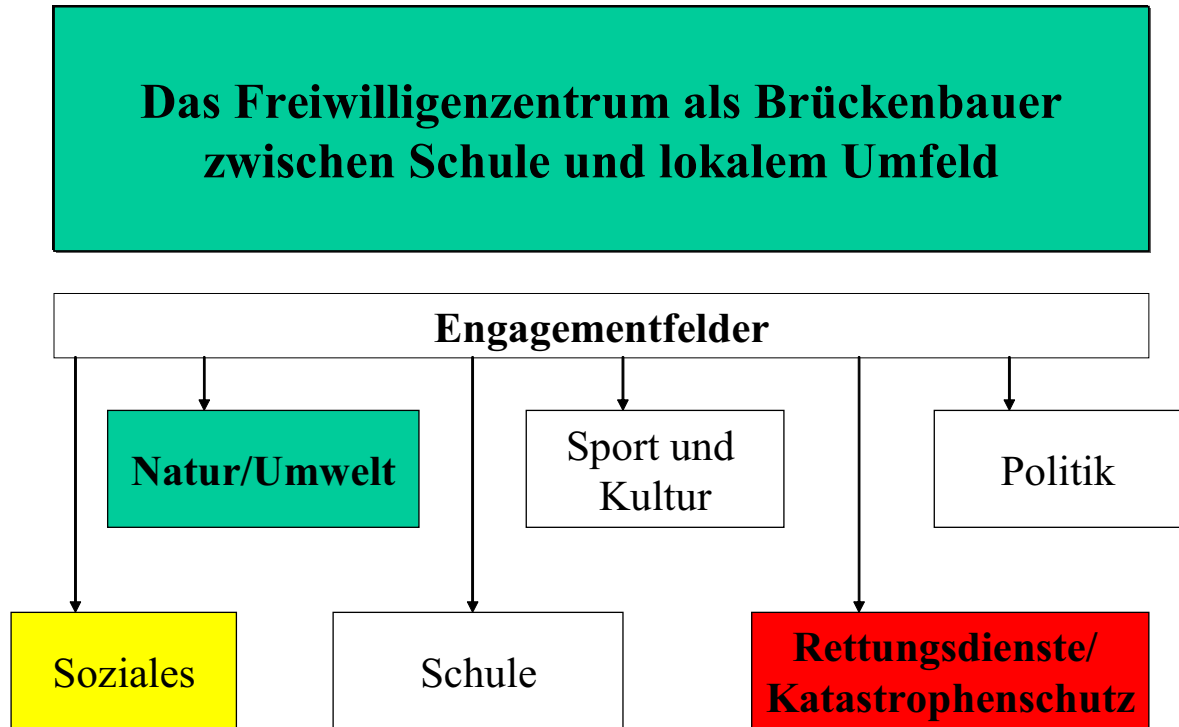 Das Freiwilligenzentrum als Brückenbauer
zwischen Schule und lokalem Umfeld
Engagementfelder
Natur/Umwelt
Sport und
Kultur
Politik
Soziales
Schule
Rettungsdienste/
Katastrophenschutz